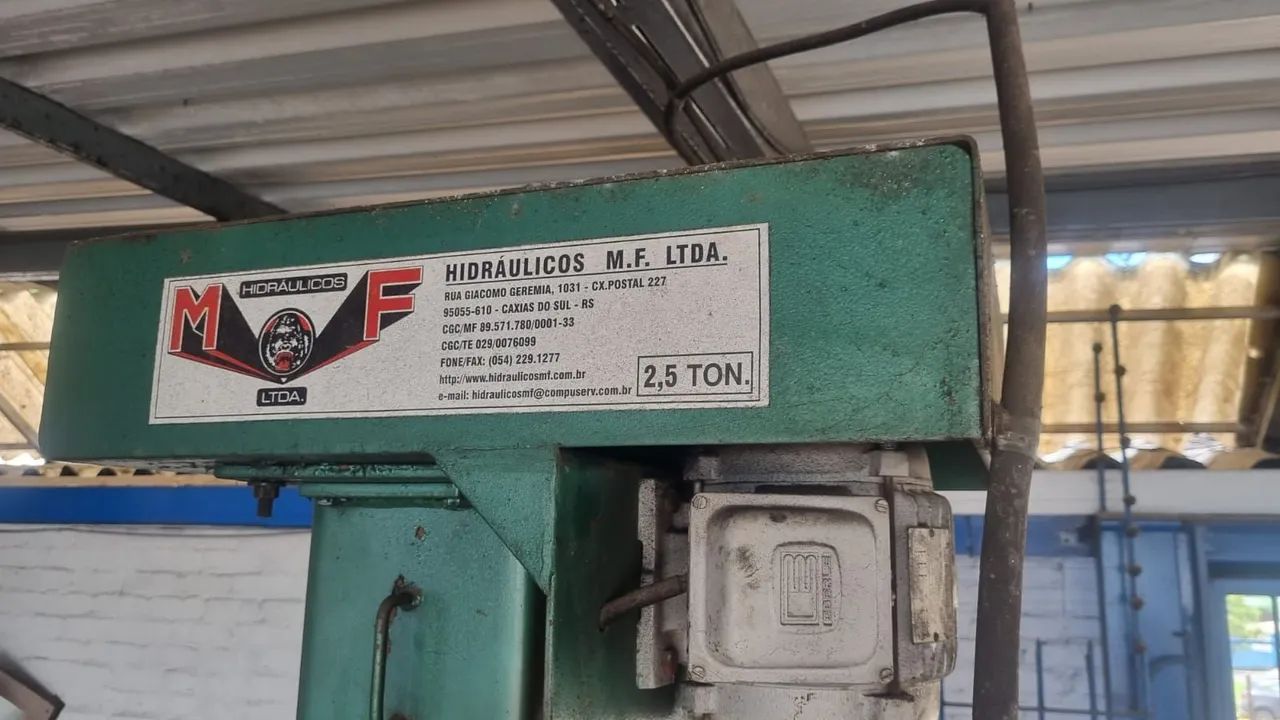 HIDRÁULICOS
MF
LTDA.
HIDRÁULICOS M.F. LTDA.
RUA GIACOMO GEREMIA, 1031 - CX.POSTAL 227
95055-610 - CAXIAS DO SUL - RS
CGC/MF 89.571.780/0001-33
CGC/TE 029/0076099
FONE/FAX: (054) 229.1277
http://www.hidraulicosmf.com.br
e-mail: hidraulicosmf@compuserv.com.br
2,5 TON.